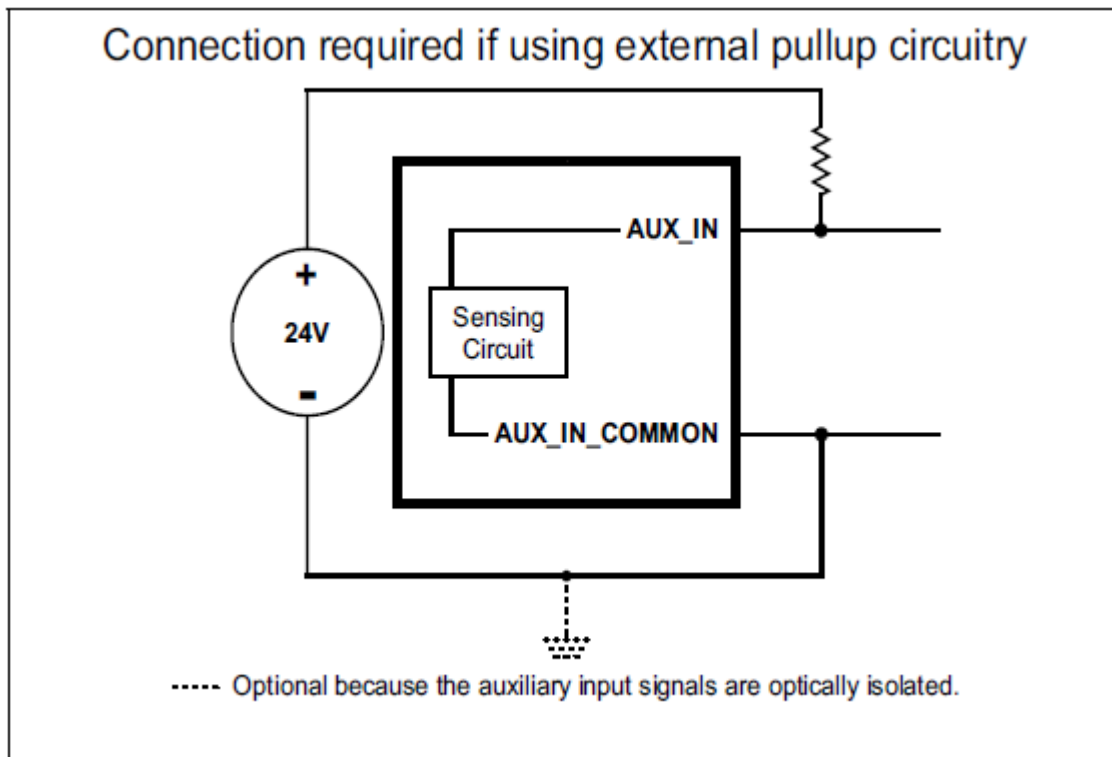 Connection required if using external pullup circuitry
AUX_IN
+
24V
-
Sensing
Circuit
AUX_IN_COMMON
Optional because the auxiliary input signals are optically isolated.